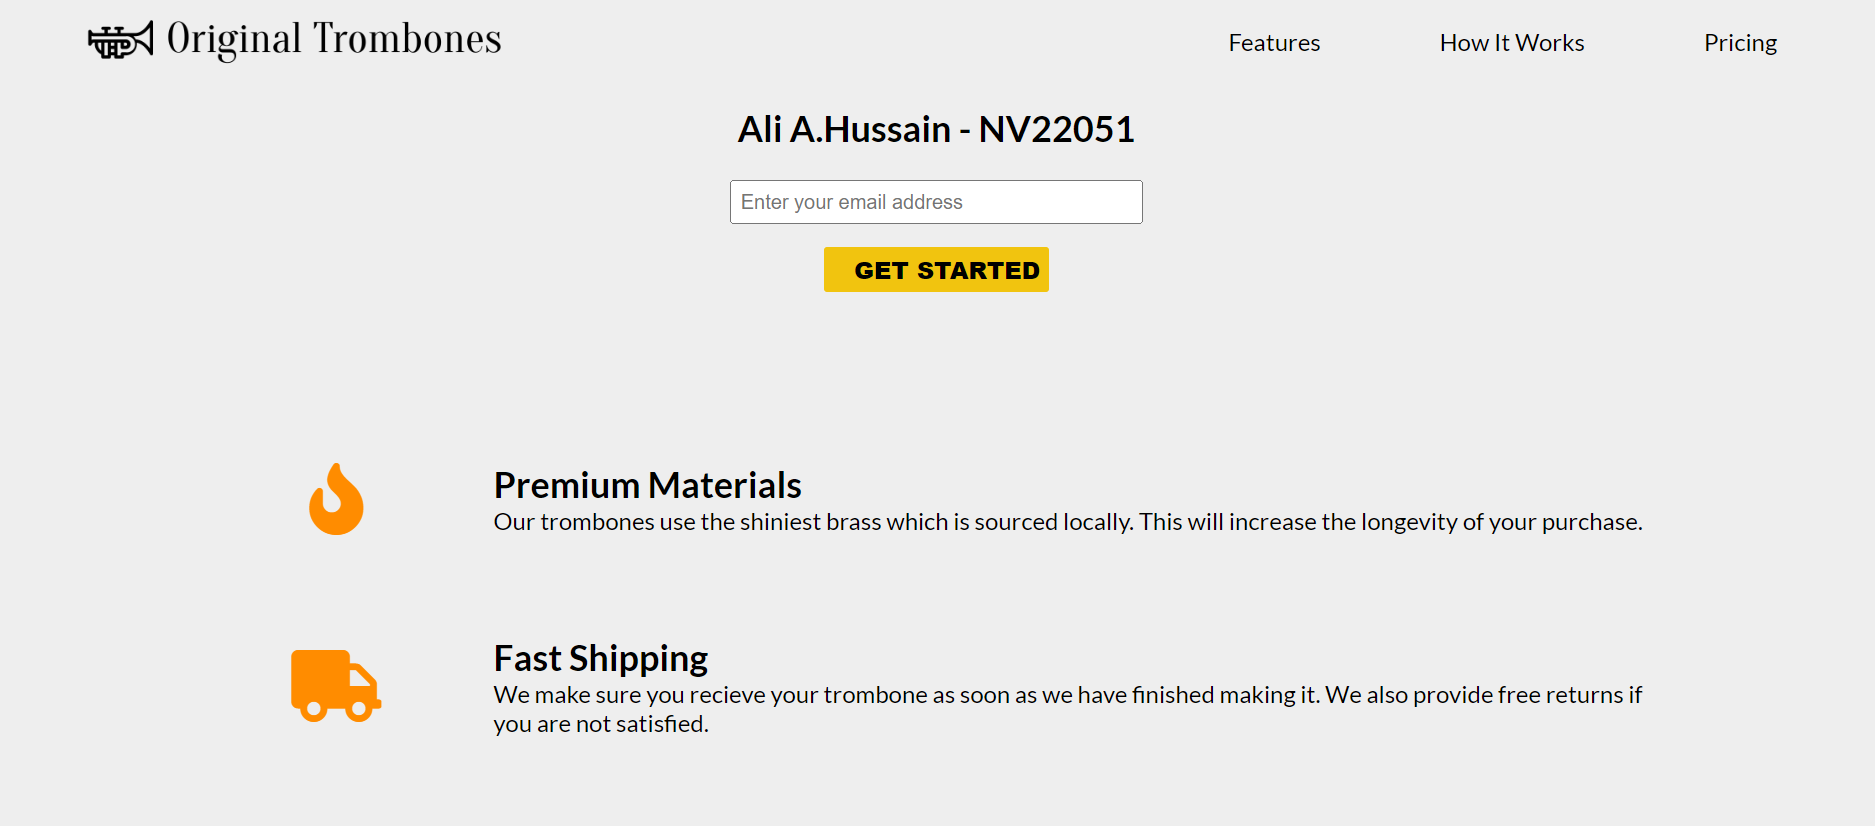 Original Trombones
Features
How It Works
Pricing
Ali A.Hussain - NV22051
Enter your email address
GET STARTED
Premium Materials
Our trombones use the shiniest brass which is sourced locally. This will increase the longevity of your purchase.
Fast Shipping
We make sure you recieve your trombone as soon as we have finished making it. We also provide free returns if
you are not satisfied.